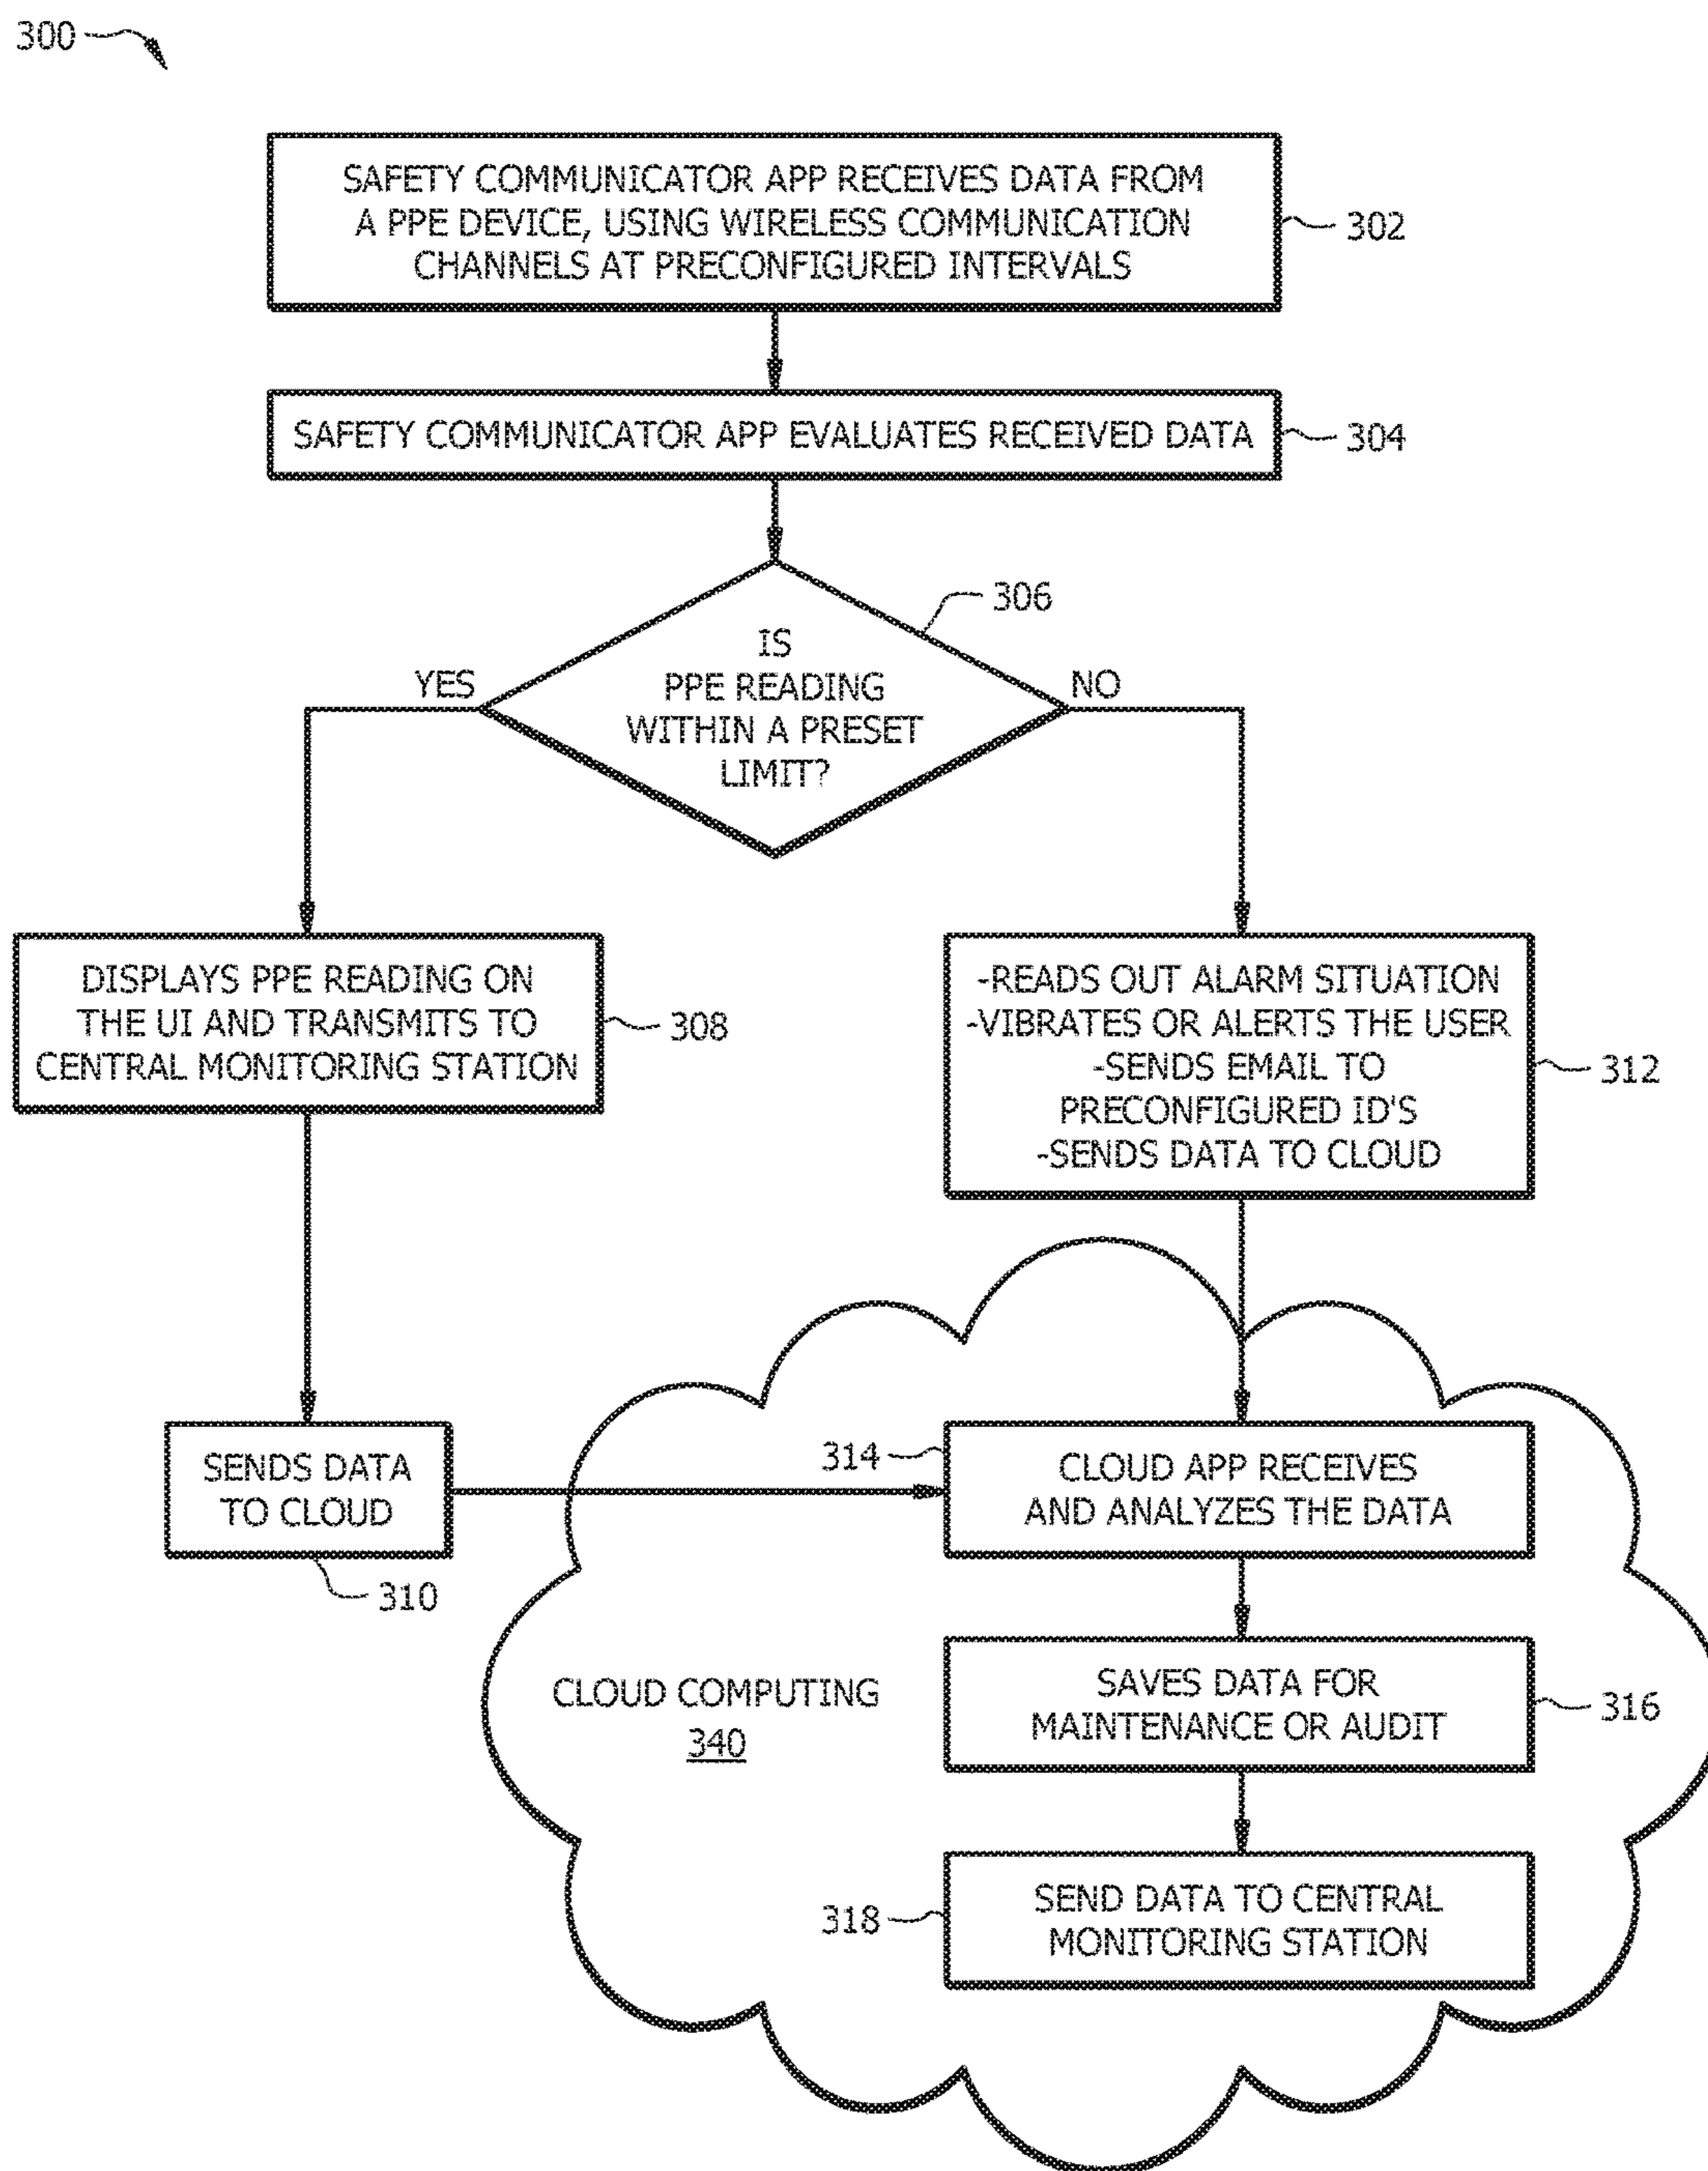 300
SAFETY COMMUNICATOR APP RECEIVES DATA FROM
A PPE DEVICE, USING WIRELESS COMMUNICATION
CHANNELS AT PRECONFIGURED INTERVALS
302
SAFETY COMMUNICATOR APP EVALUATES RECEIVED DATA
304
306
IS
PPE READING
WITHIN A PRESET
LIMIT?
YES
NO
DISPLAYS PPE READING ON
THE UI AND TRANSMITS TO
CENTRAL MONITORING STATION
308
-READS OUT ALARM SITUATION
-VIBRATES OR ALERTS THE USER
-SENDS EMAIL TO
PRECONFIGURED ID'S
-SENDS DATA TO CLOUD
312
SENDS DATA
TO CLOUD
310
314
CLOUD APP RECEIVES
AND ANALYZES THE DATA
CLOUD COMPUTING
340
SAVES DATA FOR
MAINTENANCE OR AUDIT
316
318
SEND DATA TO CENTRAL
MONITORING STATION